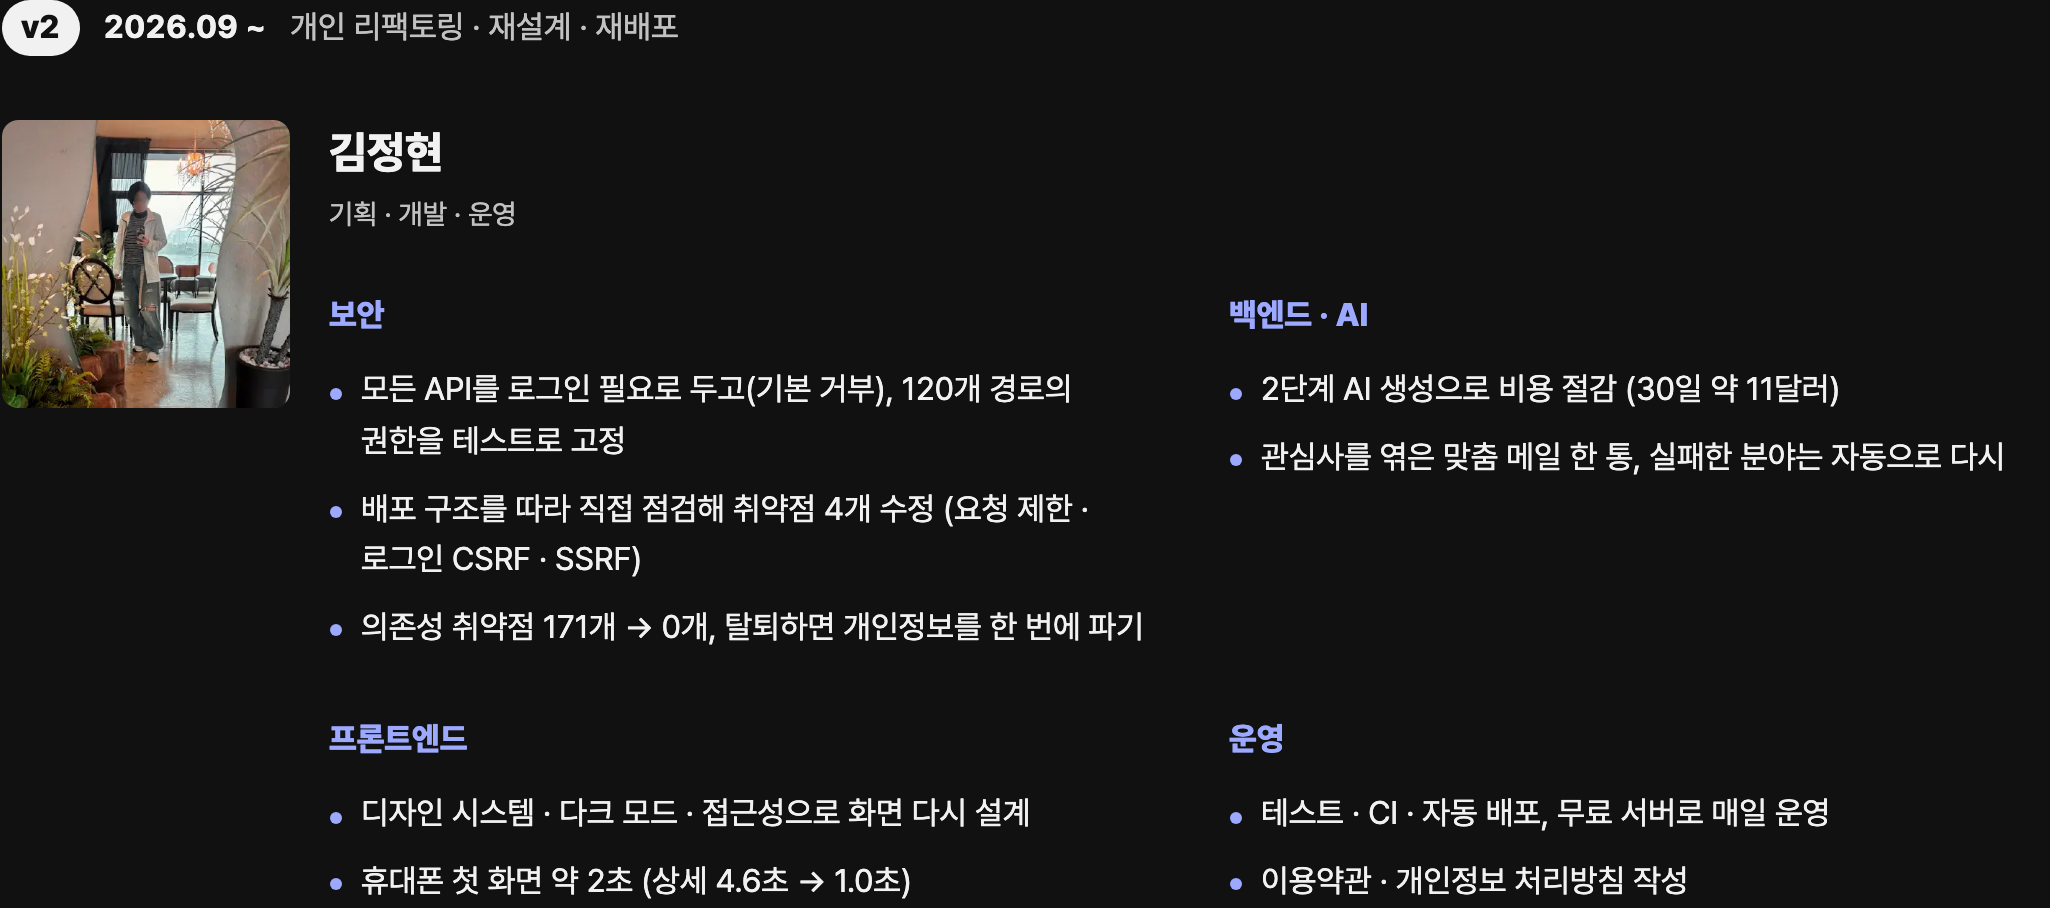 v2 2026.09 ~ 개인 리팩토링 · 재설계 · 재배포
김정현
기획 · 개발 · 운영
보안
모든 API를 로그인 필요로 두고(기본 거부), 120개 경로의
권한을 테스트로 고정
배포 구조를 따라 직접 점검해 취약점 4개 수정 (요청 제한 ·
로그인 CSRF · SSRF)
의존성 취약점 171개 → 0개, 탈퇴하면 개인정보를 한 번에 파기
백엔드 · AI
2단계 AI 생성으로 비용 절감 (30일 약 11달러)
관심사를 엮은 맞춤 메일 한 통, 실패한 분야는 자동으로 다시
프론트엔드
디자인 시스템 · 다크 모드 · 접근성으로 화면 다시 설계
휴대폰 첫 화면 약 2초 (상세 4.6초 → 1.0초)
운영
테스트 · CI · 자동 배포, 무료 서버로 매일 운영
이용약관 · 개인정보 처리방침 작성